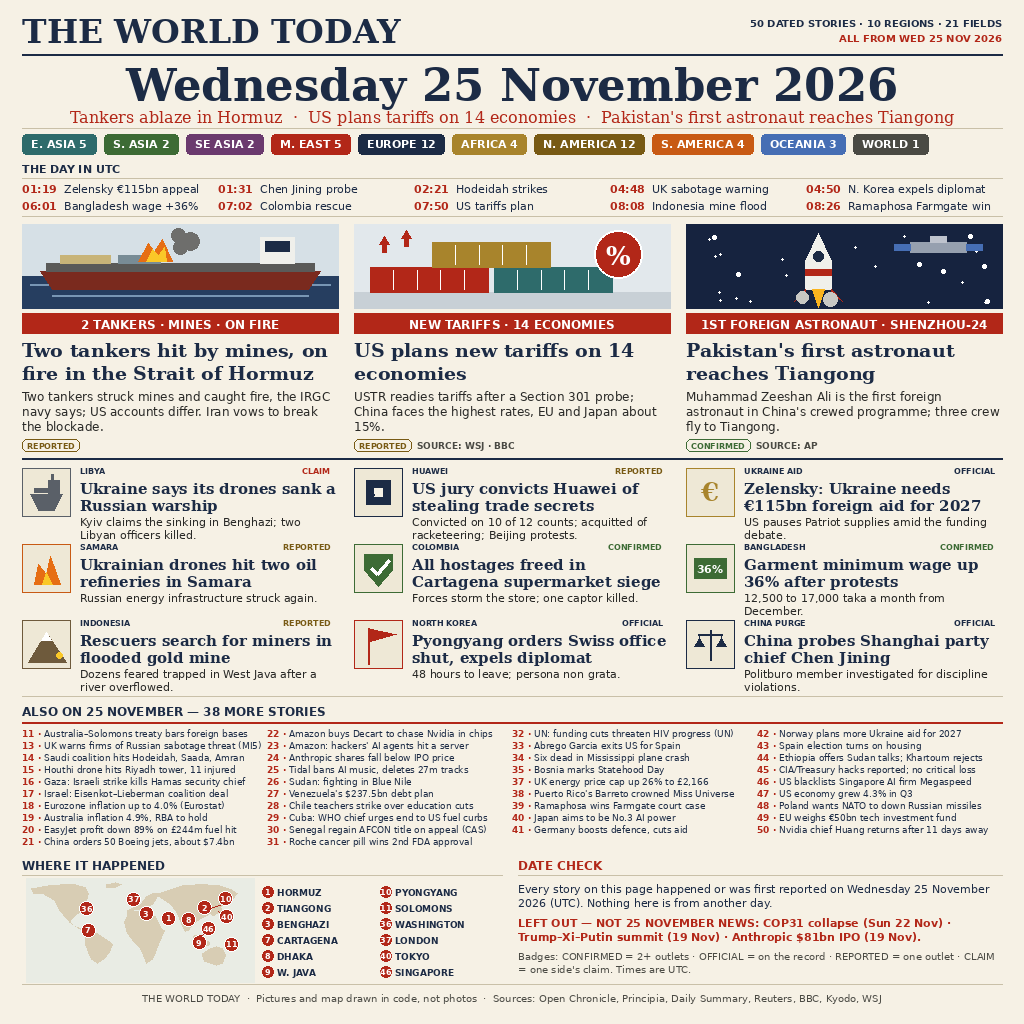 THE WORLD TODAY
50 DATED STORIES · 10 REGIONS · 21 FIELDS
ALL FROM WED 25 NOV 2026
Wednesday 25 November 2026
Tankers ablaze in Hormuz · US plans tariffs on 14 economies · Pakistan's first astronaut reaches Tiangong
E. ASIA 5 S. ASIA 2 SE ASIA 2 M. EAST 5 EUROPE 12 AFRICA 4 N. AMERICA 12 S. AMERICA 4 OCEANIA 3 WORLD 1
THE DAY IN UTC
01:19 Zelensky €115bn appeal 01:31 Chen Jining probe 02:21 Hodeidah strikes 04:48 UK sabotage warning 04:50 N. Korea expels diplomat
06:01 Bangladesh wage +36% 07:02 Colombia rescue 07:50 US tariffs plan 08:08 Indonesia mine flood 08:26 Ramaphosa Farmgate win
%
2 TANKERS · MINES · ON FIRE
Two tankers hit by mines, on
fire in the Strait of Hormuz
Two tankers struck mines and caught fire, the IRGC
navy says; US accounts differ. Iran vows to break
the blockade.
REPORTED
NEW TARIFFS · 14 ECONOMIES
US plans new tariffs on 14
economies
USTR readies tariffs after a Section 301 probe;
China faces the highest rates, EU and Japan about
15%.
REPORTED SOURCE: WSJ · BBC
1ST FOREIGN ASTRONAUT · SHENZHOU-24
Pakistan's first astronaut
reaches Tiangong
Muhammad Zeeshan Ali is the first foreign
astronaut in China's crewed programme; three crew
fly to Tiangong.
CONFIRMED SOURCE: AP
LIBYA CLAIM
Ukraine says its drones sank a
Russian warship
Kyiv claims the sinking in Benghazi; two
Libyan officers killed.
HUAWEI REPORTED
US jury convicts Huawei of
stealing trade secrets
Convicted on 10 of 12 counts; acquitted of
racketeering; Beijing protests.
€
UKRAINE AID OFFICIAL
Zelensky: Ukraine needs
€115bn foreign aid for 2027
US pauses Patriot supplies amid the funding
debate.
SAMARA REPORTED
Ukrainian drones hit two oil
refineries in Samara
Russian energy infrastructure struck again.
COLOMBIA CONFIRMED
All hostages freed in
Cartagena supermarket siege
Forces storm the store; one captor killed.
36%
BANGLADESH CONFIRMED
Garment minimum wage up
36% after protests
12,500 to 17,000 taka a month from
December.
INDONESIA REPORTED
Rescuers search for miners in
flooded gold mine
Dozens feared trapped in West Java after a
river overflowed.
NORTH KOREA OFFICIAL
Pyongyang orders Swiss office
shut, expels diplomat
48 hours to leave; persona non grata.
CHINA PURGE OFFICIAL
China probes Shanghai party
chief Chen Jining
Politburo member investigated for discipline
violations.
ALSO ON 25 NOVEMBER — 38 MORE STORIES
11 · Australia–Solomons treaty bars foreign bases
13 · UK warns firms of Russian sabotage threat (MI5)
14 · Saudi coalition hits Hodeidah, Saada, Amran
15 · Houthi drone hits Riyadh tower, 11 injured
16 · Gaza: Israeli strike kills Hamas security chief
17 · Israel: Eisenkot–Lieberman coalition deal
18 · Eurozone inflation up to 4.0% (Eurostat)
19 · Australia inflation 4.9%, RBA to hold
20 · EasyJet profit down 89% on £244m fuel hit
21 · China orders 50 Boeing jets, about $7.4bn
22 · Amazon buys Decart to chase Nvidia in chips
23 · Amazon: hackers' AI agents hit a server
24 · Anthropic shares fall below IPO price
25 · Tidal bans AI music, deletes 27m tracks
26 · Sudan: fighting in Blue Nile
27 · Venezuela's $237.5bn debt plan
28 · Chile teachers strike over education cuts
29 · Cuba: WHO chief urges end to US fuel curbs
30 · Senegal regain AFCON title on appeal (CAS)
31 · Roche cancer pill wins 2nd FDA approval
32 · UN: funding cuts threaten HIV progress (UN)
33 · Abrego Garcia exits US for Spain
34 · Six dead in Mississippi plane crash
35 · Bosnia marks Statehood Day
37 · UK energy price cap up 26% to £2,166
38 · Puerto Rico's Barreto crowned Miss Universe
39 · Ramaphosa wins Farmgate court case
40 · Japan aims to be No.3 AI power
41 · Germany boosts defence, cuts aid
42 · Norway plans more Ukraine aid for 2027
43 · Spain election turns on housing
44 · Ethiopia offers Sudan talks; Khartoum rejects
45 · CIA/Treasury hacks reported; no critical loss
46 · US blacklists Singapore AI firm Megaspeed
47 · US economy grew 4.3% in Q3
48 · Poland wants NATO to down Russian missiles
49 · EU weighs €50bn tech investment fund
50 · Nvidia chief Huang returns after 11 days away
WHERE IT HAPPENED
36 7 37 3 1 8 2 10 40 46 9 11
1 HORMUZ
2 TIANGONG
3 BENGHAZI
7 CARTAGENA
8 DHAKA
9 W. JAVA
10 PYONGYANG
11 SOLOMONS
36 WASHINGTON
37 LONDON
40 TOKYO
46 SINGAPORE
DATE CHECK
Every story on this page happened or was first reported on Wednesday 25 November
2026 (UTC). Nothing here is from another day.
LEFT OUT — NOT 25 NOVEMBER NEWS: COP31 collapse (Sun 22 Nov) ·
Trump–Xi–Putin summit (19 Nov) · Anthropic $81bn IPO (19 Nov).
Badges: CONFIRMED = 2+ outlets · OFFICIAL = on the record · REPORTED = one outlet · CLAIM
= one side's claim. Times are UTC.
THE WORLD TODAY · Pictures and map drawn in code, not photos · Sources: Open Chronicle, Principia, Daily Summary, Reuters, BBC, Kyodo, WSJ